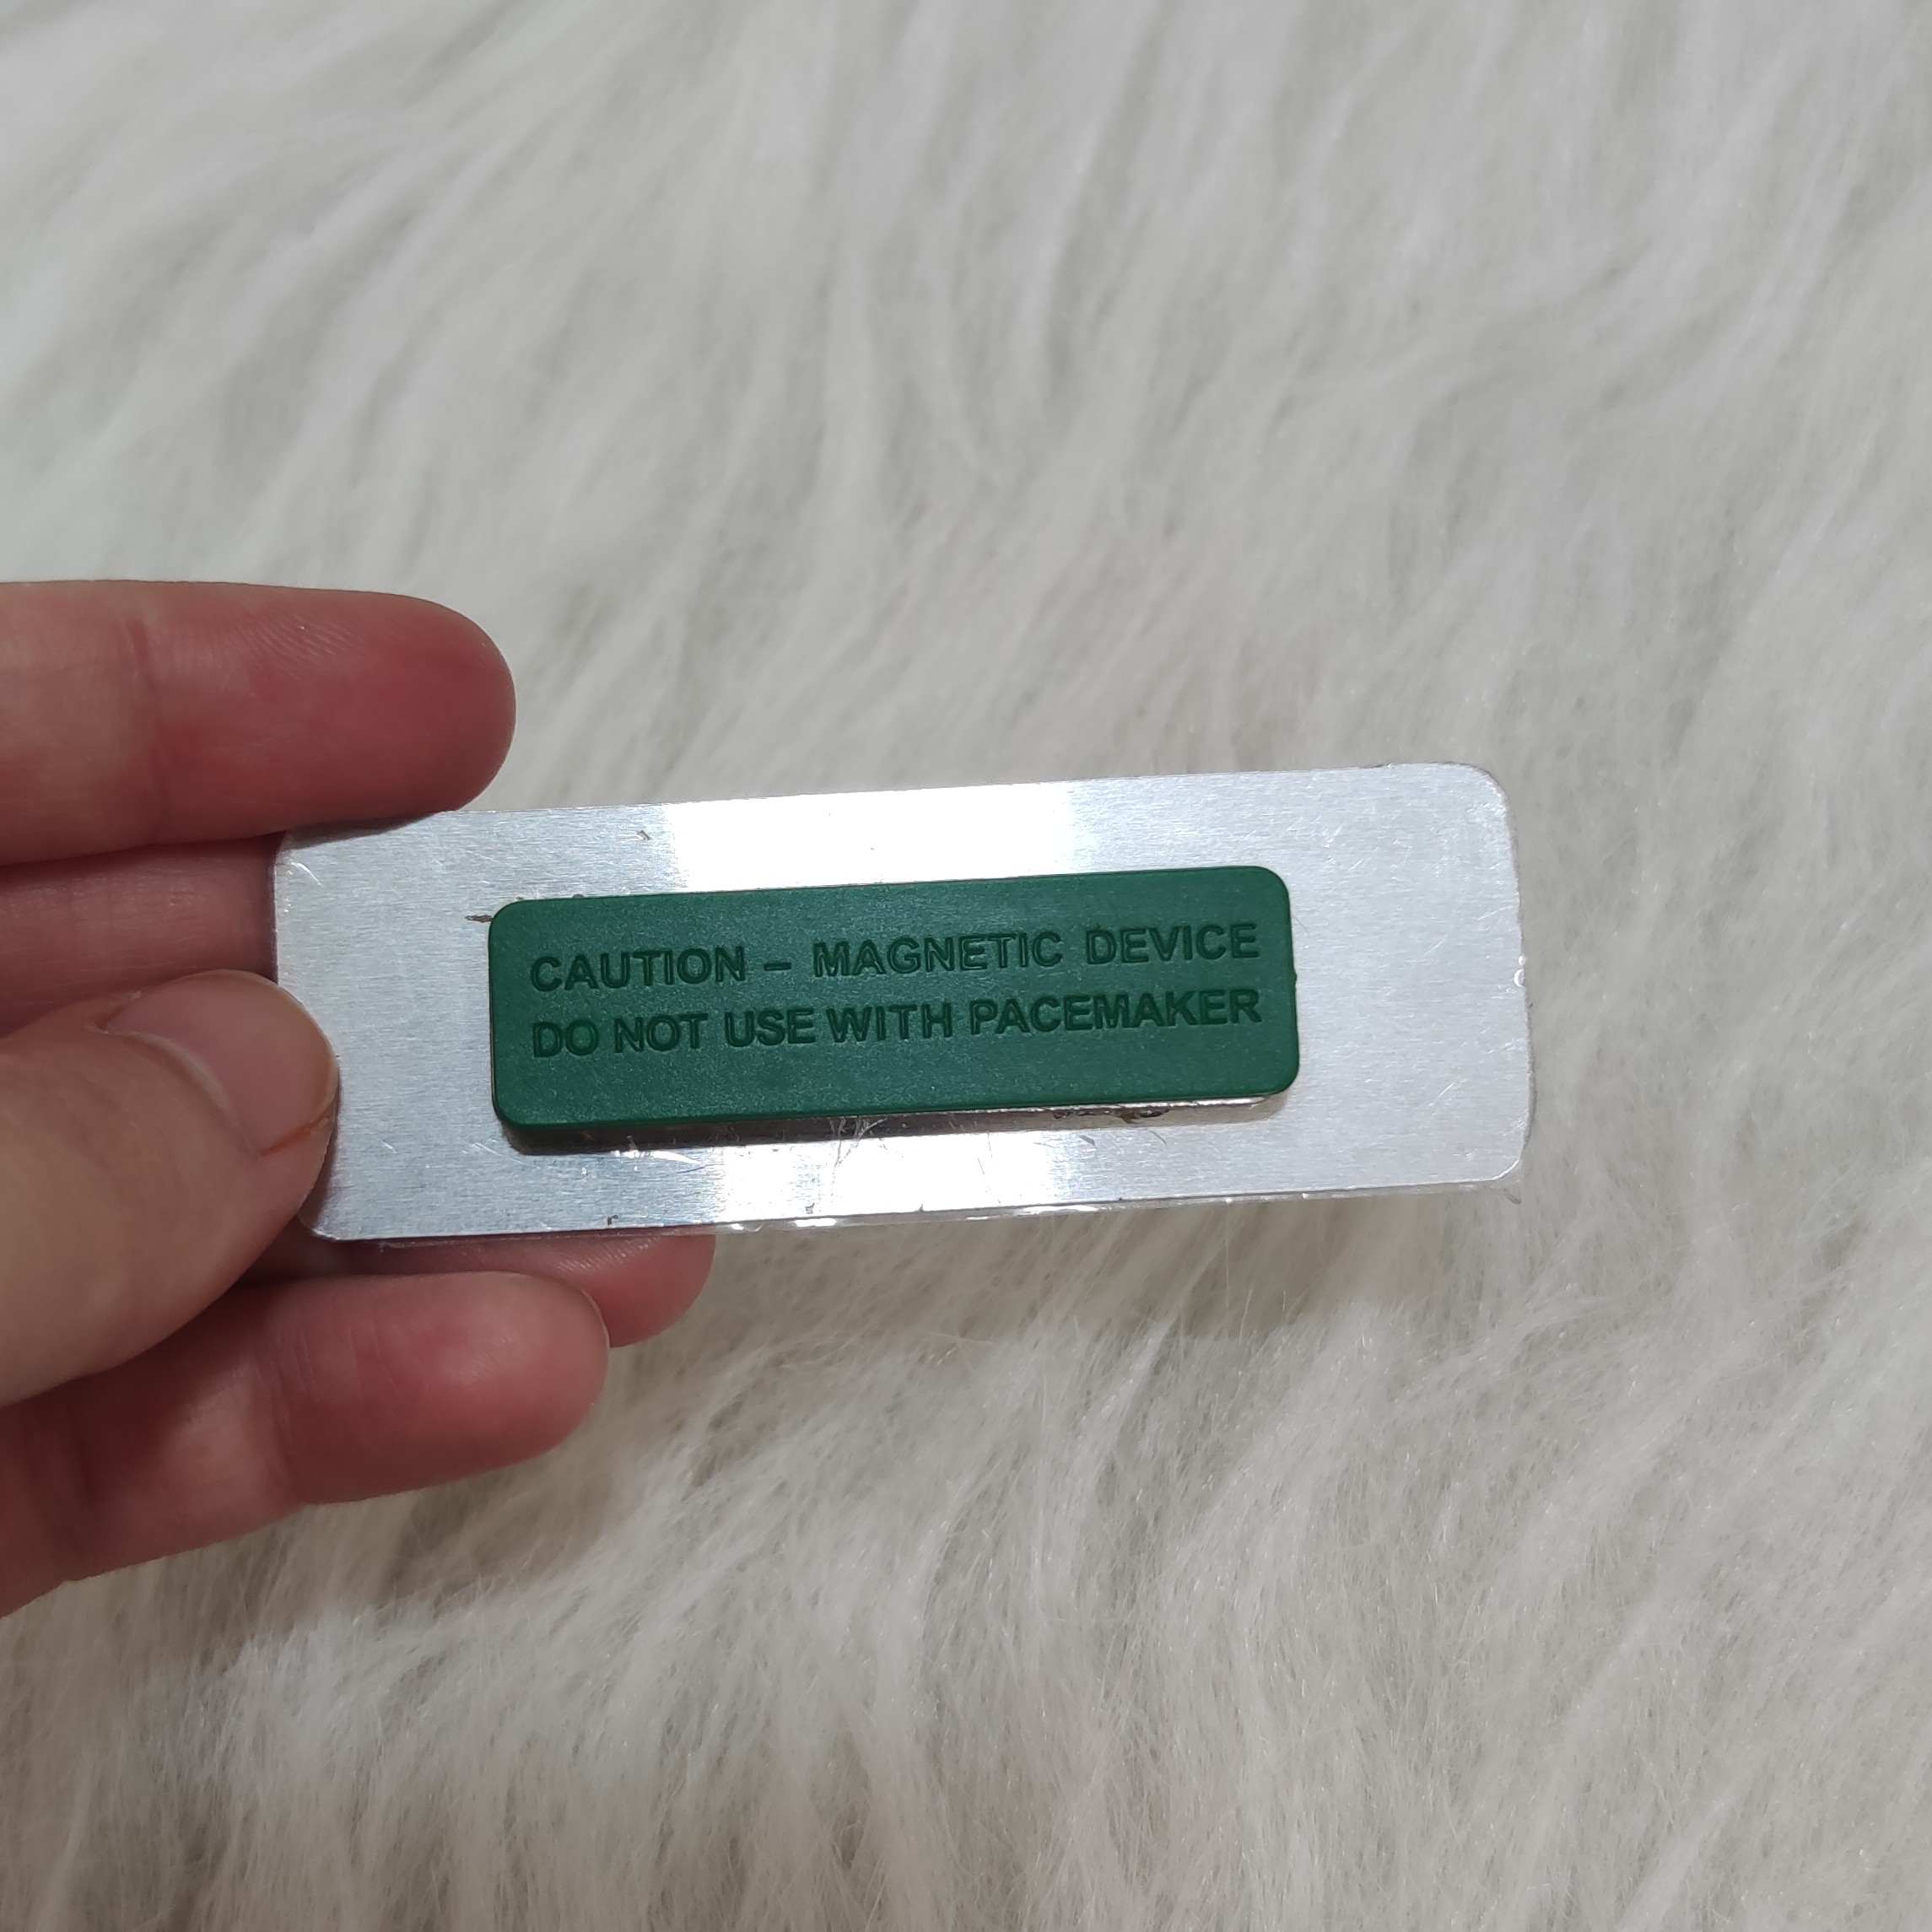 CAUTION – MAGNETIC DEVICE
DO NOT USE WITH PACEMAKER